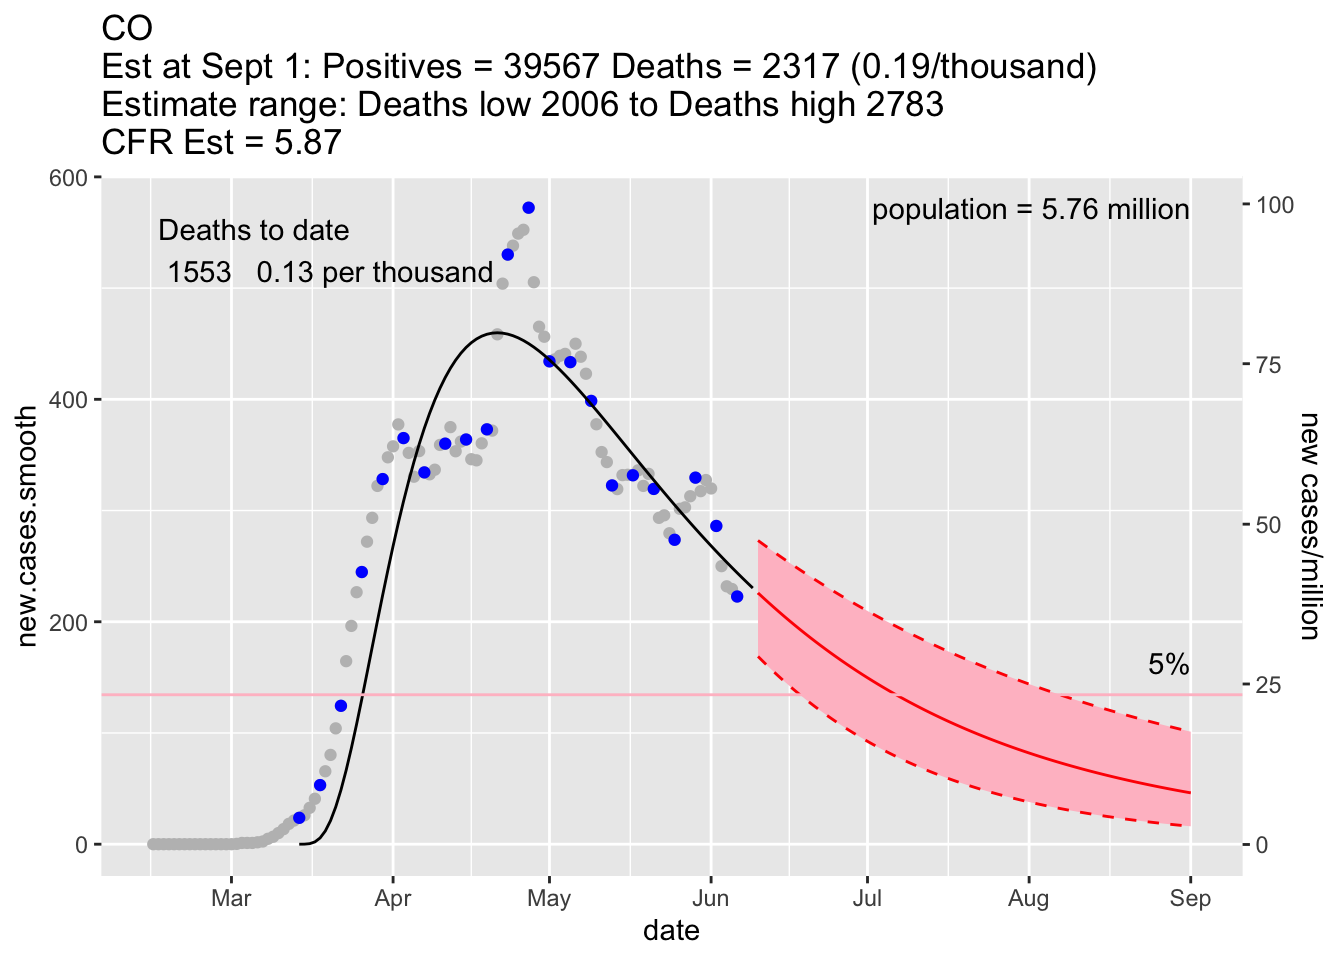 CO
Est at Sept 1: Positives = 39567 Deaths = 2317 (0.19/thousand)
Estimate range: Deaths low 2006 to Deaths high 2783
CFR Est = 5.87
600
400
200
0
new.cases.smooth
Deaths to date
1553 0.13 per thousand
population = 5.76 million
5%
100
75
50
25
0
new cases/million
Mar Apr May Jun Jul Aug Sep
date